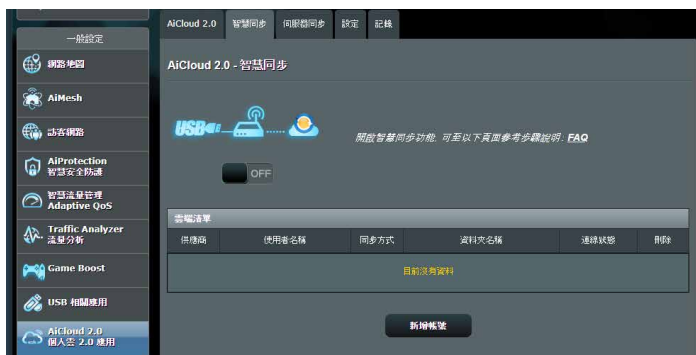 AiCloud 2.0 智慧同步 伺服器同步 設定 記錄
一般設定
網路地圖
AiMesh
訪客網路
AiProtection
智慧安全防護
智慧流量管理
Adaptive QoS
Traffic Analyzer
流量分析
Game Boost
USB 相關應用
AiCloud 2.0
個人雲 2.0 應用
AiCloud 2.0 - 智慧同步
USB
開啟智慧同步功能, 可至以下頁面參考步驟說明: FAQ
OFF
雲端清單
供應商 使用者名稱 同步方式 資料夾名稱 連線狀態 刪除
目前沒有資料
新增帳號